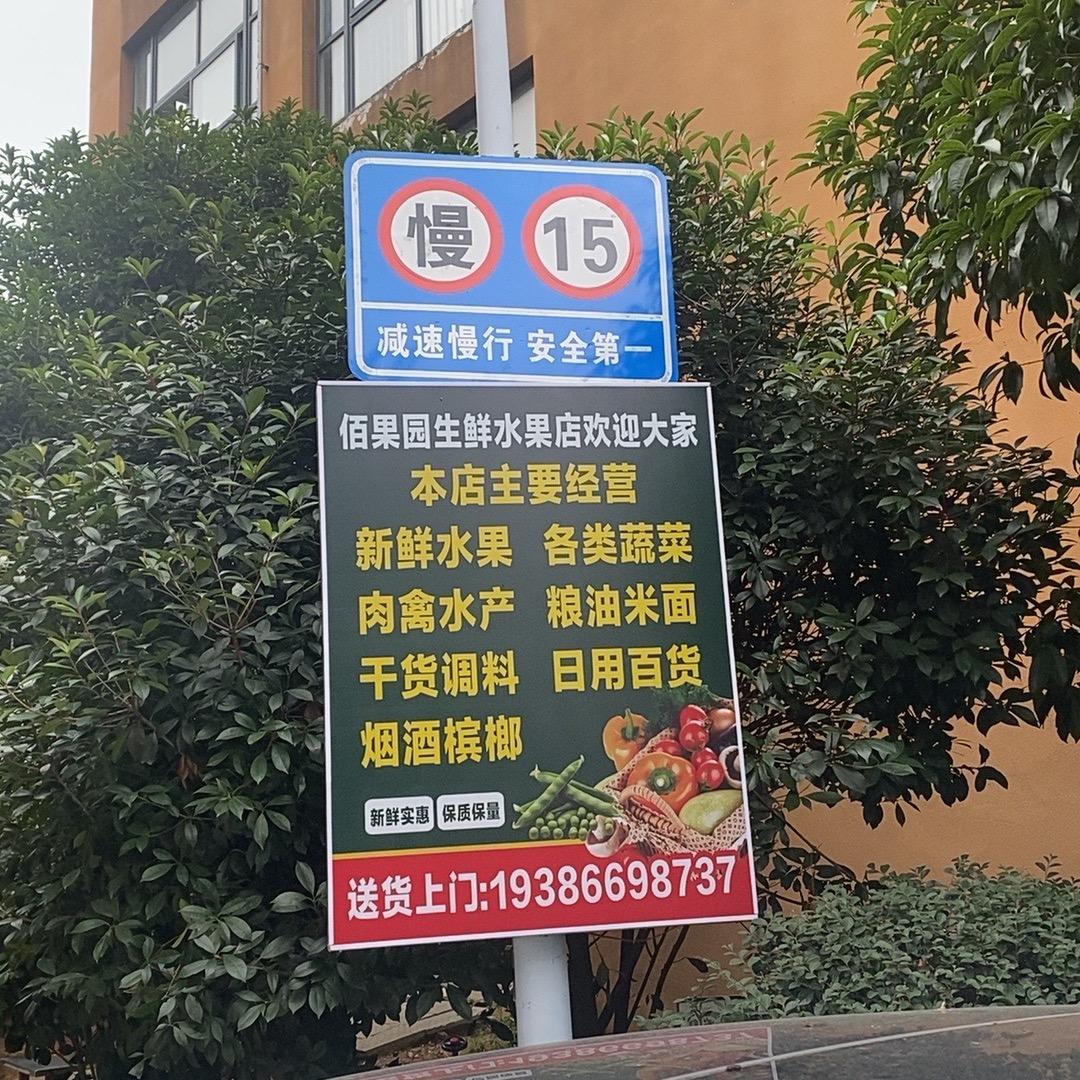 慢 15
减速慢行 安全第一
佰果园生鲜水果店欢迎大家
本店主要经营
新鲜水果 各类蔬菜
肉禽水产 粮油米面
干货调料 日用百货
烟酒槟榔
新鲜实惠 保质保量
送货上门:19386698737